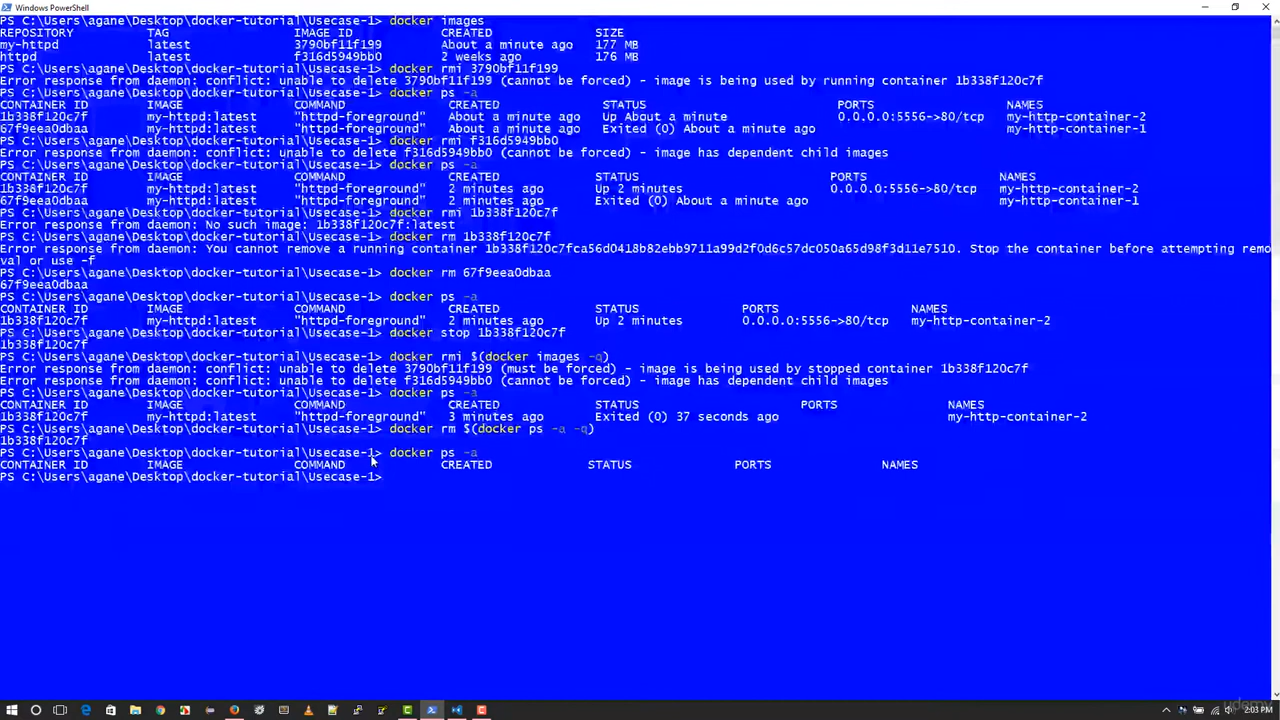 Windows PowerShell
PS C:\Users\agane\Desktop\docker-tutorial\Usecase-1> docker images
REPOSITORY TAG IMAGE ID CREATED SIZE
my-httpd latest 3790bf11f199 About a minute ago 177 MB
httpd latest f316d5949bb0 2 weeks ago 176 MB
PS C:\Users\agane\Desktop\docker-tutorial\Usecase-1> docker rmi 3790bf11f199
Error response from daemon: conflict: unable to delete 3790bf11f199 (cannot be forced) - image is being used by running container 1b338f120c7f
PS C:\Users\agane\Desktop\docker-tutorial\Usecase-1> docker ps -a
CONTAINER ID IMAGE COMMAND CREATED STATUS PORTS NAMES
1b338f120c7f my-httpd:latest "httpd-foreground" About a minute ago Up About a minute 0.0.0.0:5556->80/tcp my-http-container-2
67f9eea0dbaa my-httpd:latest "httpd-foreground" About a minute ago Exited (0) About a minute ago my-http-container-1
PS C:\Users\agane\Desktop\docker-tutorial\Usecase-1> docker rmi f316d5949bb0
Error response from daemon: conflict: unable to delete f316d5949bb0 (cannot be forced) - image has dependent child images
PS C:\Users\agane\Desktop\docker-tutorial\Usecase-1> docker ps -a
CONTAINER ID IMAGE COMMAND CREATED STATUS PORTS NAMES
1b338f120c7f my-httpd:latest "httpd-foreground" 2 minutes ago Up 2 minutes 0.0.0.0:5556->80/tcp my-http-container-2
67f9eea0dbaa my-httpd:latest "httpd-foreground" 2 minutes ago Exited (0) About a minute ago my-http-container-1
PS C:\Users\agane\Desktop\docker-tutorial\Usecase-1> docker rmi 1b338f120c7f
Error response from daemon: No such image: 1b338f120c7f:latest
PS C:\Users\agane\Desktop\docker-tutorial\Usecase-1> docker rm 1b338f120c7f
Error response from daemon: You cannot remove a running container 1b338f120c7fca56d0418b82ebb9711a99d2f0d6c57dc050a65d98f3d11e7510. Stop the container before attempting remo
val or use -f
PS C:\Users\agane\Desktop\docker-tutorial\Usecase-1> docker rm 67f9eea0dbaa
67f9eea0dbaa
PS C:\Users\agane\Desktop\docker-tutorial\Usecase-1> docker ps -a
CONTAINER ID IMAGE COMMAND CREATED STATUS PORTS NAMES
1b338f120c7f my-httpd:latest "httpd-foreground" 2 minutes ago Up 2 minutes 0.0.0.0:5556->80/tcp my-http-container-2
PS C:\Users\agane\Desktop\docker-tutorial\Usecase-1> docker stop 1b338f120c7f
1b338f120c7f
PS C:\Users\agane\Desktop\docker-tutorial\Usecase-1> docker rmi $(docker images -q)
Error response from daemon: conflict: unable to delete 3790bf11f199 (must be forced) - image is being used by stopped container 1b338f120c7f
Error response from daemon: conflict: unable to delete f316d5949bb0 (cannot be forced) - image has dependent child images
PS C:\Users\agane\Desktop\docker-tutorial\Usecase-1> docker ps -a
CONTAINER ID IMAGE COMMAND CREATED STATUS PORTS NAMES
1b338f120c7f my-httpd:latest "httpd-foreground" 3 minutes ago Exited (0) 37 seconds ago my-http-container-2
PS C:\Users\agane\Desktop\docker-tutorial\Usecase-1> docker rm $(docker ps -a -q)
1b338f120c7f
PS C:\Users\agane\Desktop\docker-tutorial\Usecase-1> docker ps -a
CONTAINER ID IMAGE COMMAND CREATED STATUS PORTS NAMES
PS C:\Users\agane\Desktop\docker-tutorial\Usecase-1>
udemy
2:03 PM